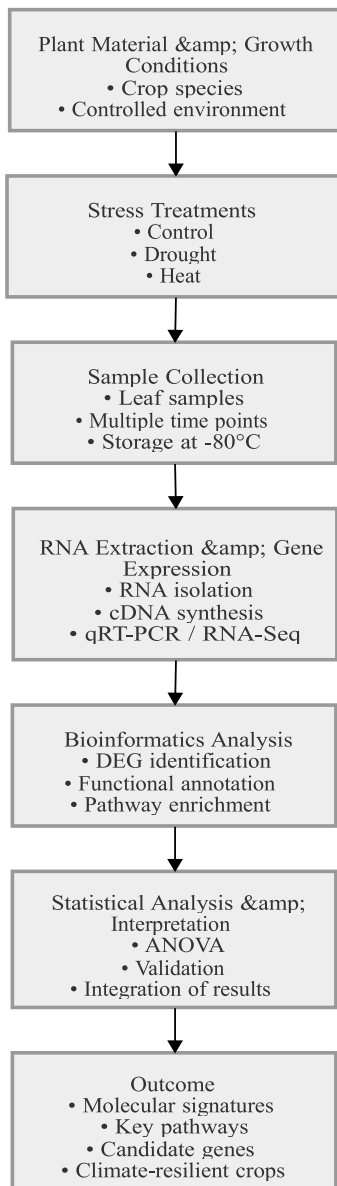 Plant Material &amp; Growth
Conditions
• Crop species
• Controlled environment
Stress Treatments
• Control
• Drought
• Heat
Sample Collection
• Leaf samples
• Multiple time points
• Storage at -80°C
RNA Extraction &amp; Gene
Expression
• RNA isolation
• cDNA synthesis
• qRT-PCR / RNA-Seq
Bioinformatics Analysis
• DEG identification
• Functional annotation
• Pathway enrichment
Statistical Analysis &amp;
Interpretation
• ANOVA
• Validation
• Integration of results
Outcome
• Molecular signatures
• Key pathways
• Candidate genes
• Climate-resilient crops